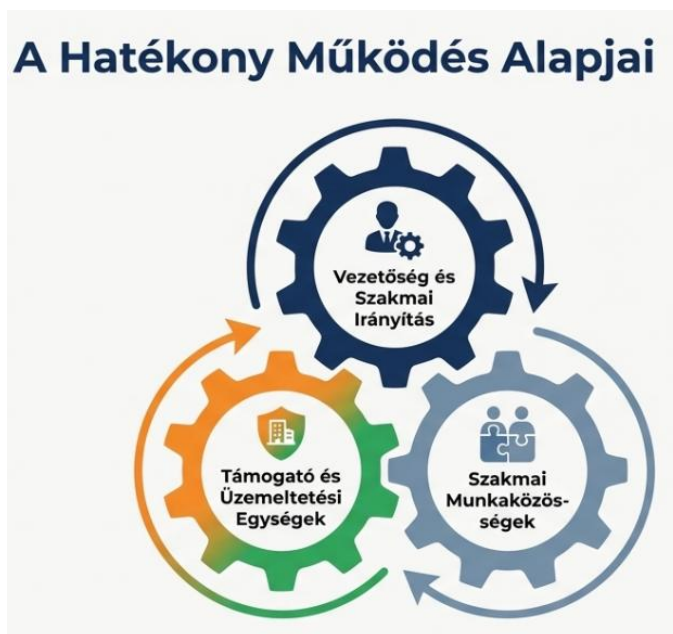 A Hatékony Működés Alapjai
Vezetőség és
Szakmai
Irányítás
Támogató és
Üzemeltetési
Egységek
Szakmai
Munkaközös-
ségek